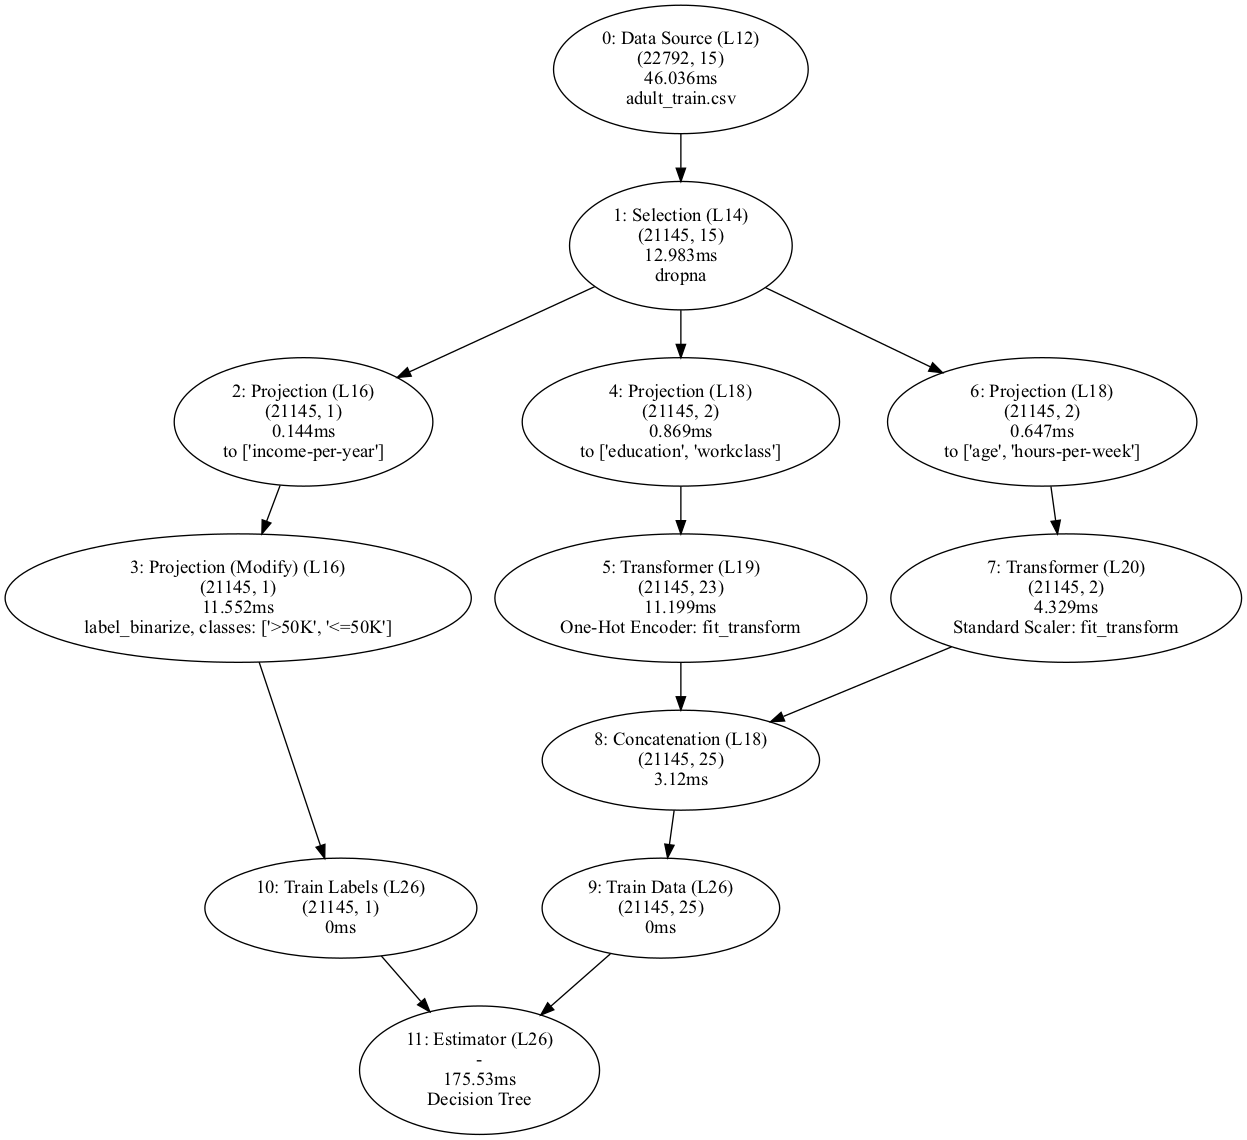 0: Data Source (L12)
(22792, 15)
46.036ms
adult_train.csv
1: Selection (L14)
(21145, 15)
12.983ms
dropna
2: Projection (L16)
(21145, 1)
0.144ms
to ['income-per-year']
4: Projection (L18)
(21145, 2)
0.869ms
to ['education', 'workclass']
6: Projection (L18)
(21145, 2)
0.647ms
to ['age', 'hours-per-week']
3: Projection (Modify) (L16)
(21145, 1)
11.552ms
label_binarize, classes: ['>50K', '<=50K']
5: Transformer (L19)
(21145, 23)
11.199ms
One-Hot Encoder: fit_transform
7: Transformer (L20)
(21145, 2)
4.329ms
Standard Scaler: fit_transform
8: Concatenation (L18)
(21145, 25)
3.12ms
10: Train Labels (L26)
(21145, 1)
0ms
9: Train Data (L26)
(21145, 25)
0ms
11: Estimator (L26)
-
175.53ms
Decision Tree